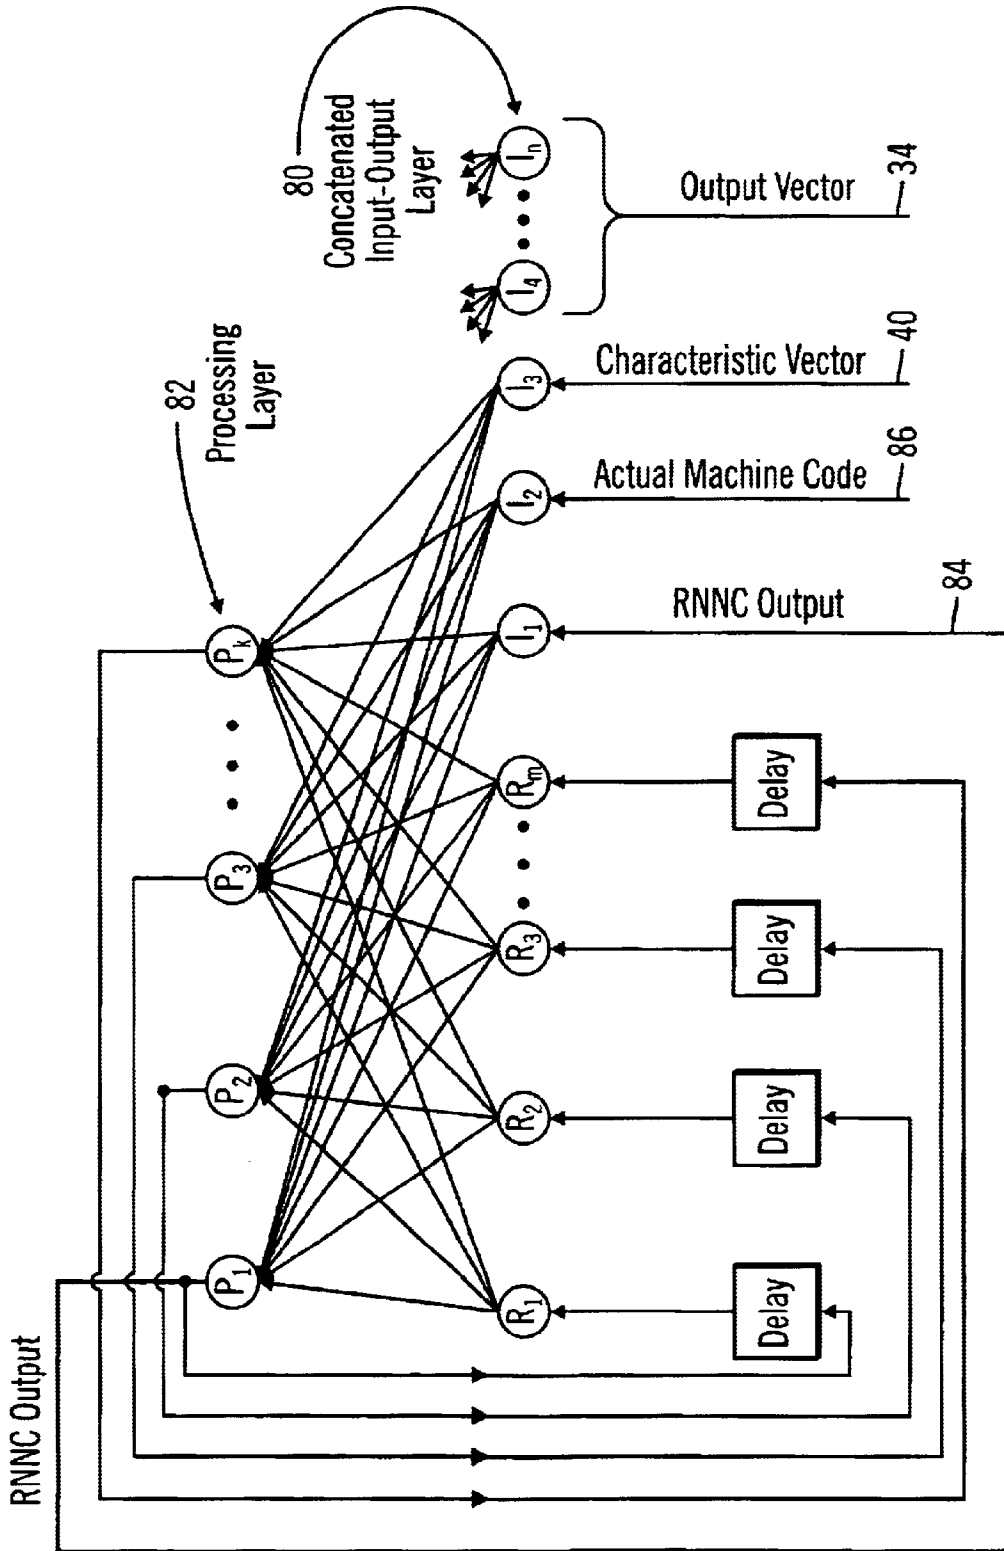 RNNC Output
82
Processing
Layer
80
Concatenated
Input-Output
Layer
P1
P2
P3
Pk
R1
R2
R3
Rm
I1
I2
I3
I4
In
Delay
Delay
Delay
Delay
RNNC Output
84
Actual Machine Code
86
Characteristic Vector
40
Output Vector
34